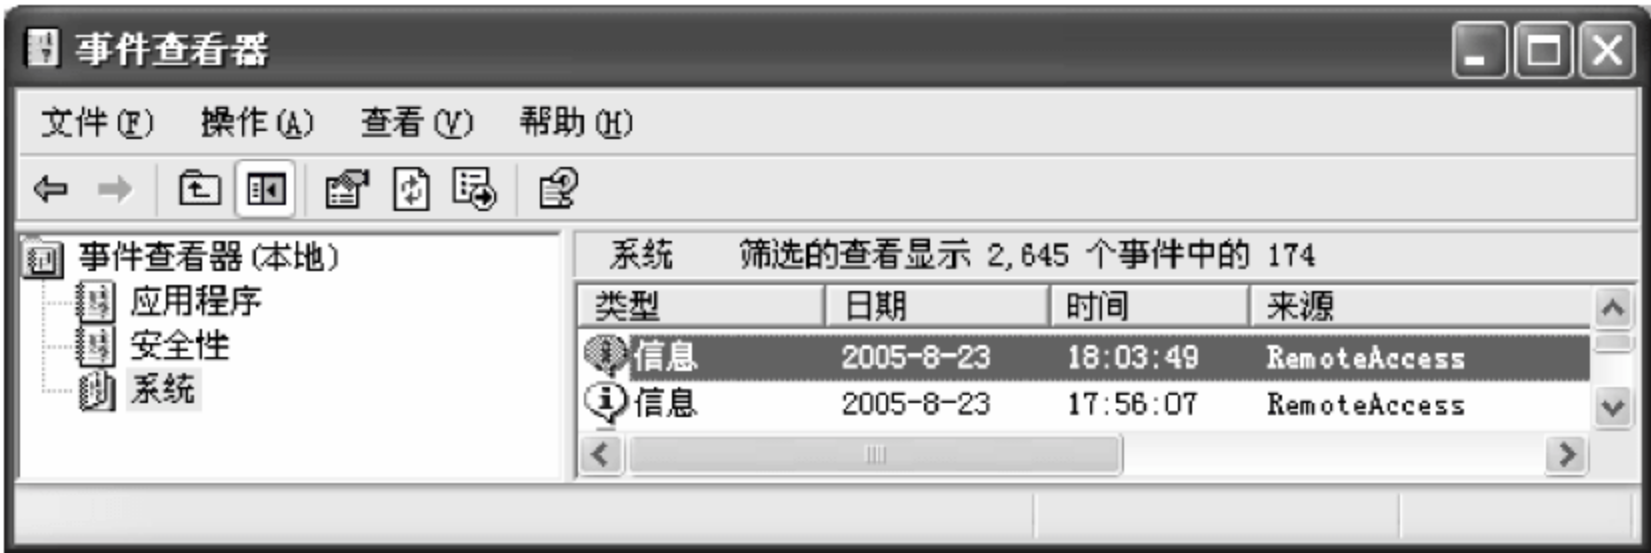 事件查看器
文件(F) 操作(A) 查看(V) 帮助(H)
事件查看器(本地)
应用程序
安全性
系统
系统 筛选的查看显示 2,645 个事件中的 174
类型 日期 时间 来源
信息 2005-8-23 18:03:49 RemoteAccess
信息 2005-8-23 17:56:07 RemoteAccess